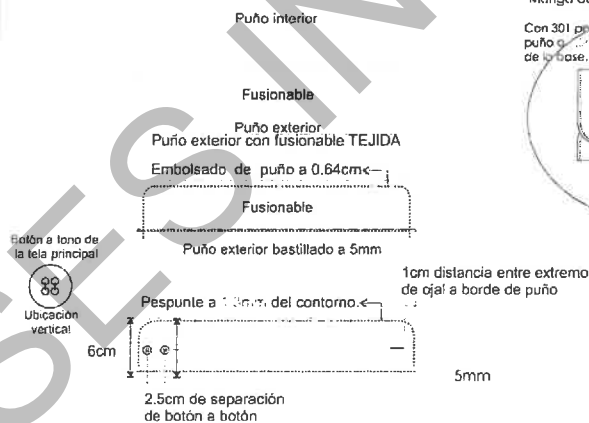 Puño interior
Con 301
puño
de la base.
Fusionable
Puño exterior
Puño exterior con fusionable TEJIDA
Embolsado de puño a 0.64cm
Fusionable
Puño exterior bastillado a 5mm
Botón a tono de
la tela principal
Ubicación
vertical
1cm distancia entre extremo
de ojal a borde de puño
Pespunte a del contorno.
6cm
5mm
2.5cm de separación
de botón a botón